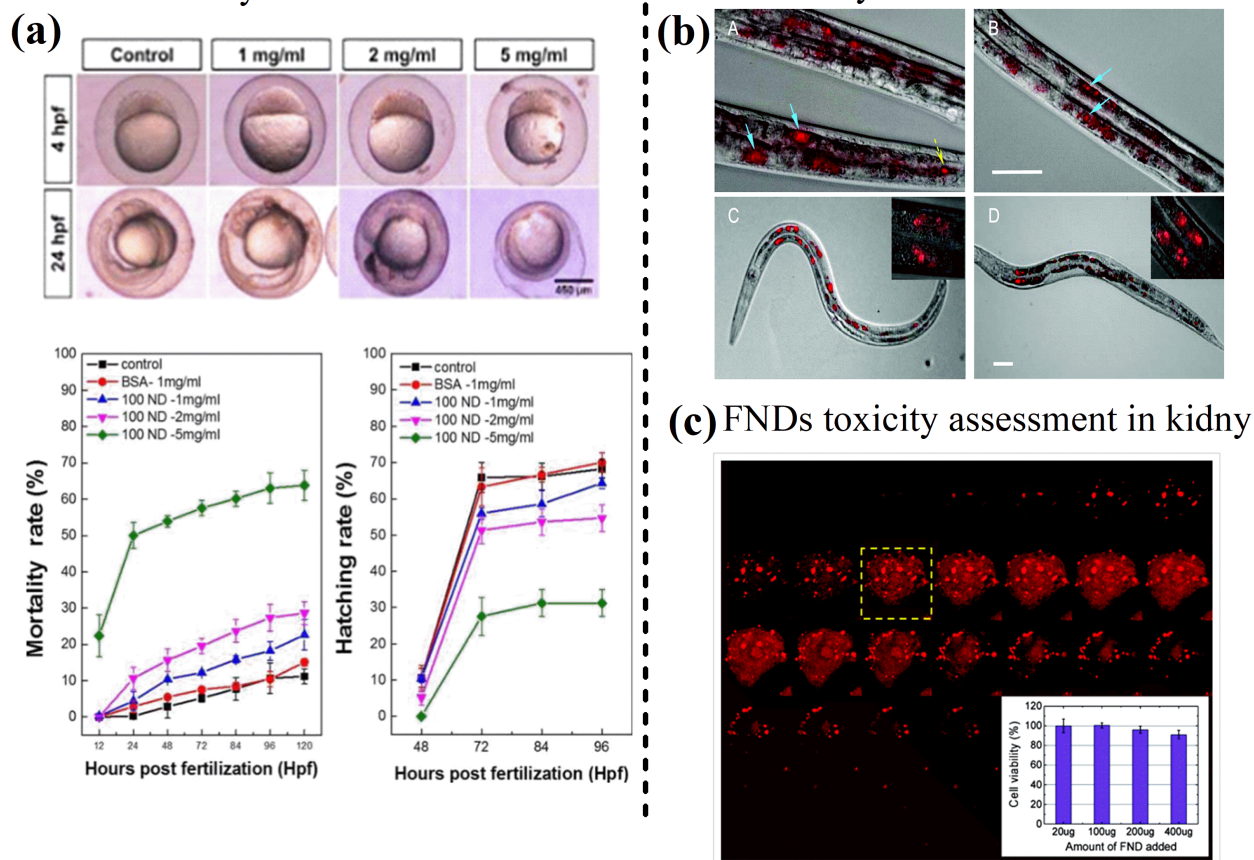 (a)
Control 1 mg/ml 2 mg/ml 5 mg/ml
4 hpf
24 hpf
450 µm
100
90
80
70
60
50
40
30
20
10
0
Mortality rate (%)
control
BSA- 1mg/ml
100 ND -1mg/ml
100 ND -2mg/ml
100 ND -5mg/ml
12 24 48 72 84 96 120
Hours post fertilization (Hpf)
100
90
80
70
60
50
40
30
20
10
0
Hatching rate (%)
control
BSA -1mg/ml
100 ND -1mg/ml
100 ND -2mg/ml
100 ND -5mg/ml
48 72 84 96
Hours post fertilization (Hpf)
(b)
A
B
C
D
(c) FNDs toxicity assessment in kidny
120
100
80
60
40
20
0
Cell viability (%)
20ug 100ug 200ug 400ug
Amount of FND added